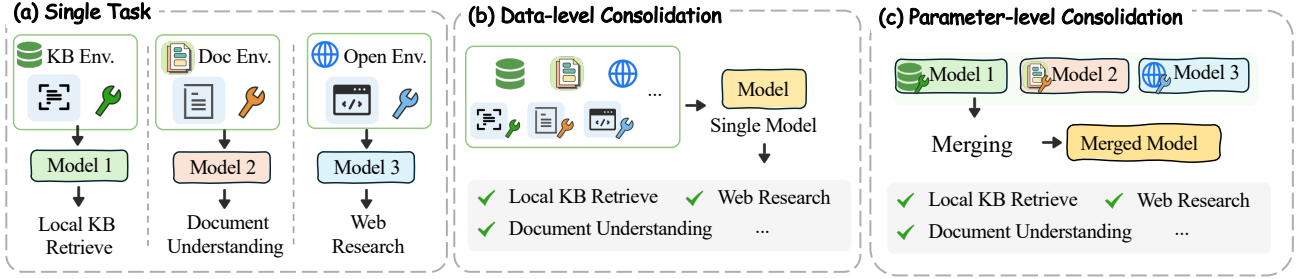 (a) Single Task
KB Env.
Doc Env.
Open Env.
Model 1
Model 2
Model 3
Local KB
Retrieve
Document
Understanding
Web
Research
(b) Data-level Consolidation
...
Model
Single Model
Local KB Retrieve
Web Research
Document Understanding
...
(c) Parameter-level Consolidation
Model 1
Model 2
Model 3
Merging
Merged Model
Local KB Retrieve
Web Research
Document Understanding
...